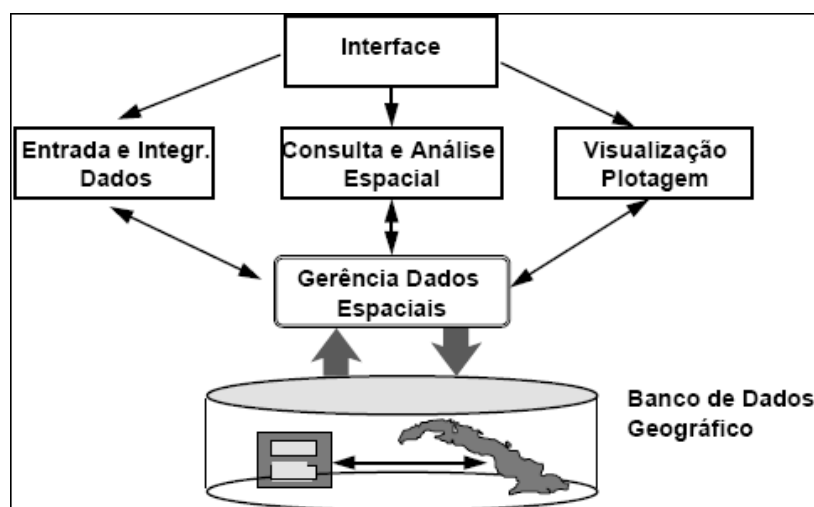 Interface
Entrada e Integr.
Dados
Consulta e Análise
Espacial
Visualização
Plotagem
Gerência Dados
Espaciais
Banco de Dados
Geográfico